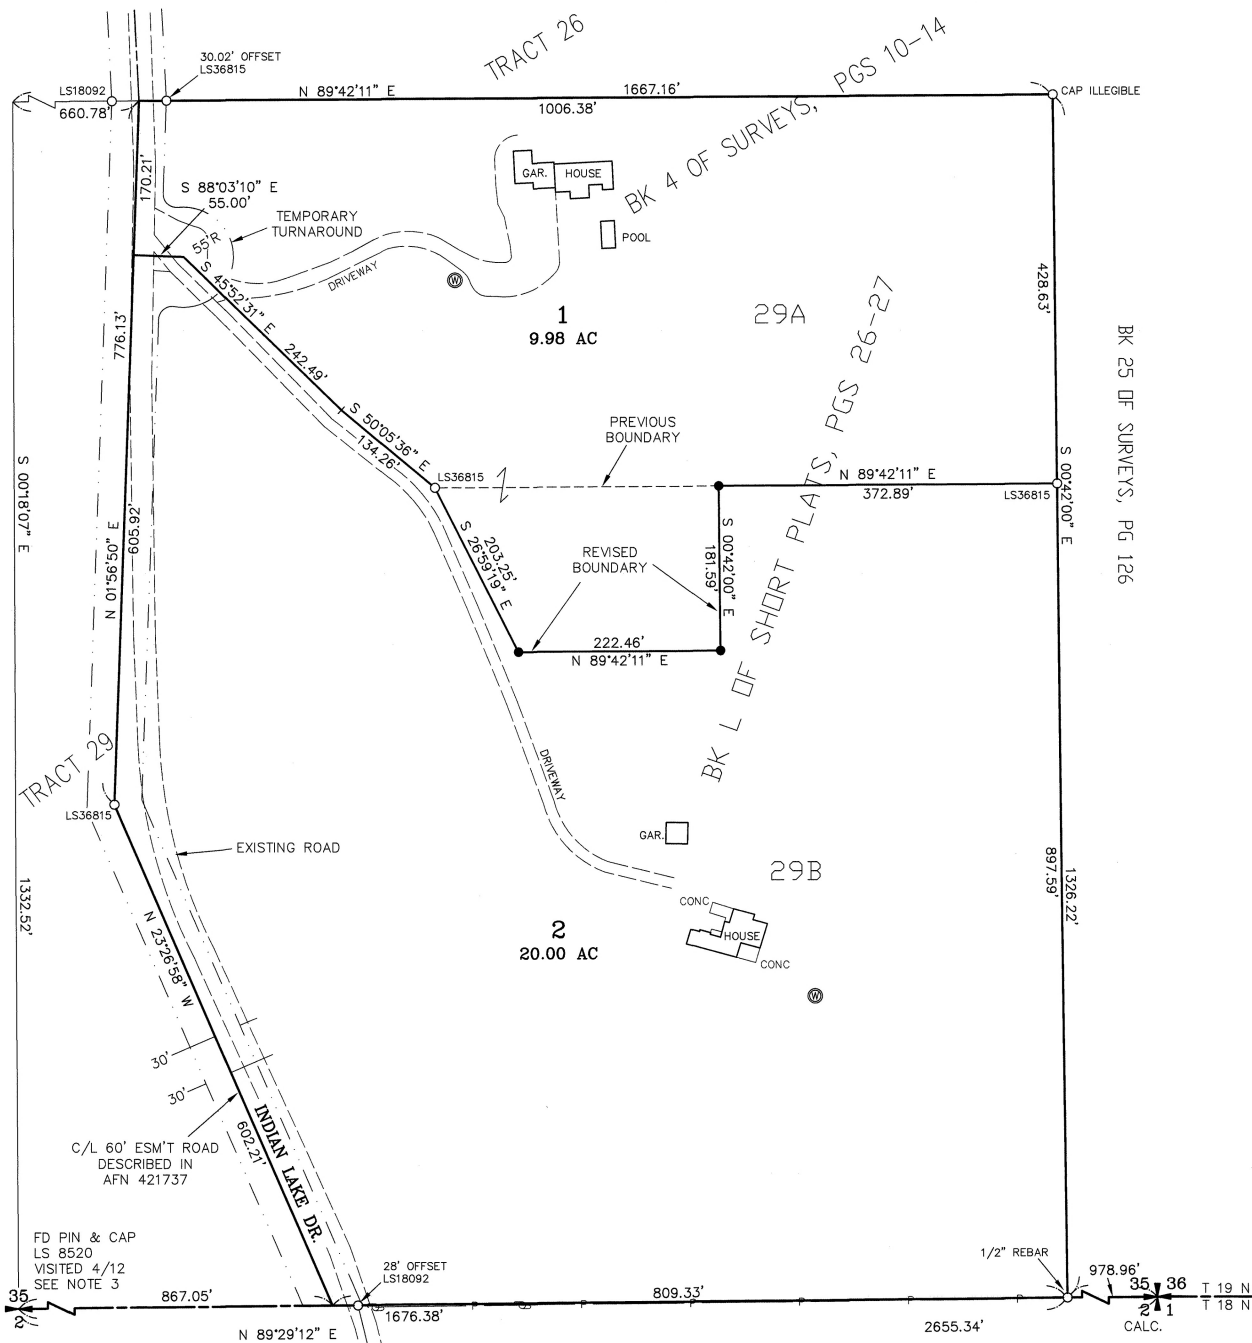 TRACT 26
30.02' OFFSET
LS36815
LS18092
660.78'
N 89°42'11" E
1667.16'
1006.38'
CAP ILLEGIBLE
BK 4 OF SURVEYS, PGS 10-14
170.21'
S 88°03'10" E
55.00'
TEMPORARY
TURNAROUND
55'R
GAR.
HOUSE
POOL
DRIVEWAY
W
S 45°52'31" E
242.49'
1
9.98 AC
29A
428.63'
BK 25 OF SURVEYS, PG 126
776.13'
S 50°05'36" E
134.26'
PREVIOUS
BOUNDARY
LS36815
N 89°42'11" E
372.89'
LS36815
S 00°42'00" E
S 00°18'07" E
N 01°56'50" E
605.92'
203.25'
S 26°59'19" E
REVISED
BOUNDARY
S 00°42'00" E
181.59'
222.46'
N 89°42'11" E
BK L OF SHORT PLATS, PGS 26-27
TRACT 29
LS36815
DRIVEWAY
EXISTING ROAD
GAR.
29B
897.59'
1326.22'
1332.52'
N 23°26'58" W
CONC
HOUSE
CONC
2
20.00 AC
W
30'
30'
C/L 60' ESM'T ROAD
DESCRIBED IN
AFN 421737
602.21'
INDIAN LAKE DR.
FD PIN & CAP
LS 8520
VISITED 4/12
SEE NOTE 3
35
2
867.05'
28' OFFSET
LS18092
809.33'
1/2" REBAR
978.96'
35 36
2 1
T 19 N
T 18 N
CALC.
1676.38'
N 89°29'12" E
2655.34'